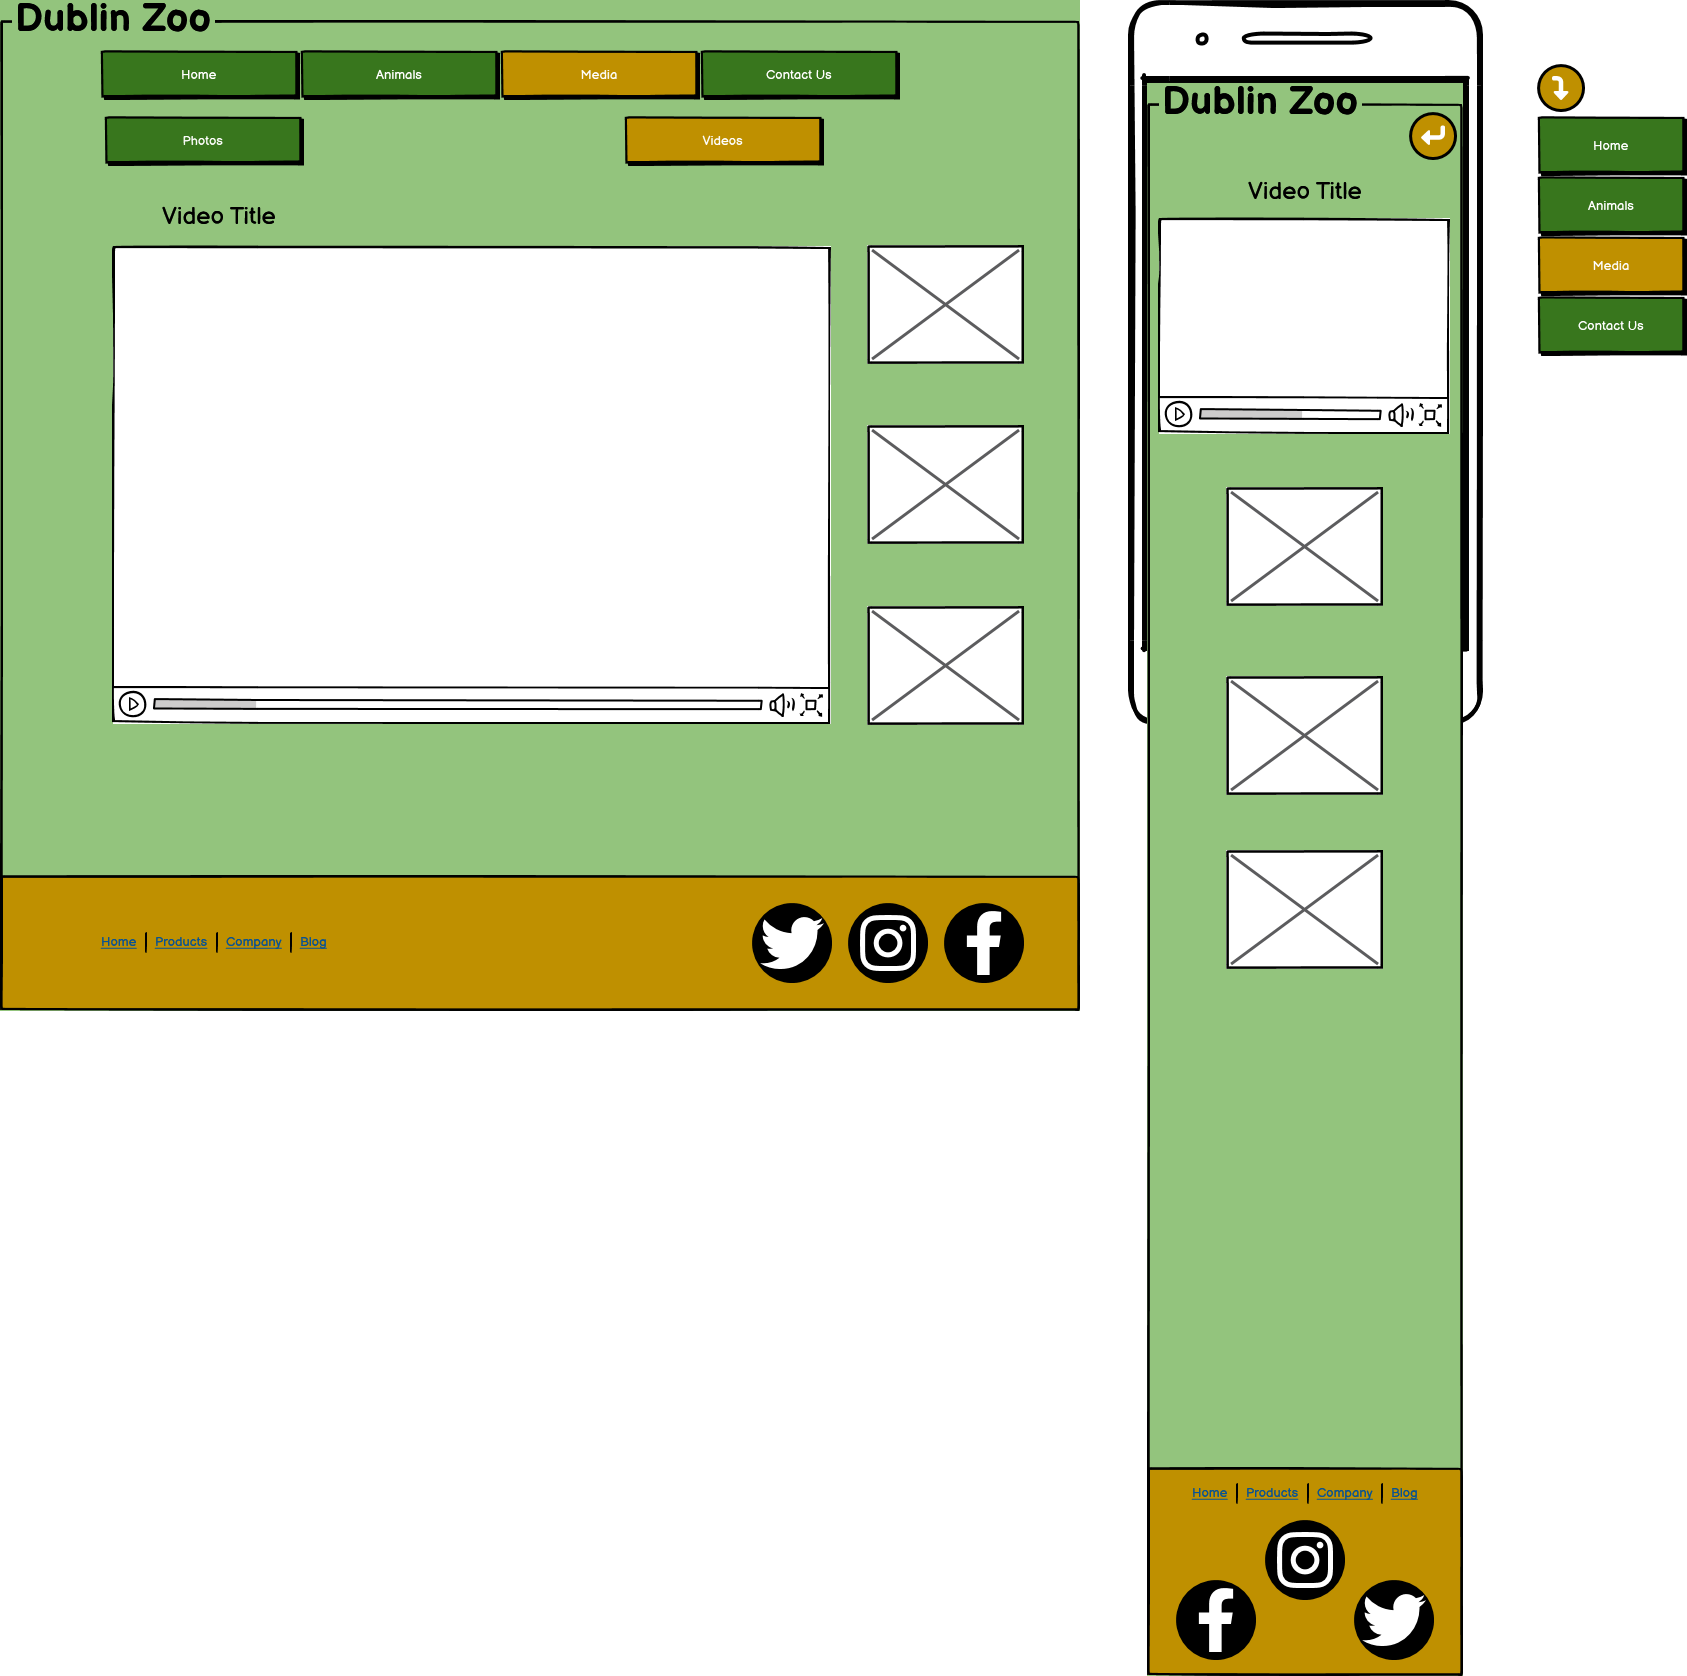 Dublin Zoo
Home Animals Media Contact Us
Photos Videos
Video Title
Home Products Company Blog
Dublin Zoo
Video Title
Home Products Company Blog
Home
Animals
Media
Contact Us